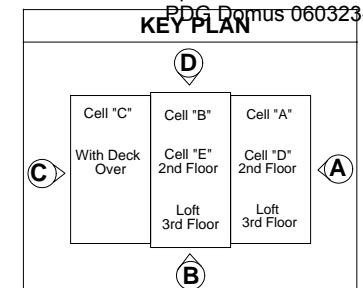 PDG Domus 060323
KEY PLAN
D
Cell "C"
With Deck
Over
Cell "B"
Cell "E"
2nd Floor
Loft
3rd Floor
Cell "A"
Cell "D"
2nd Floor
Loft
3rd Floor
C
A
B